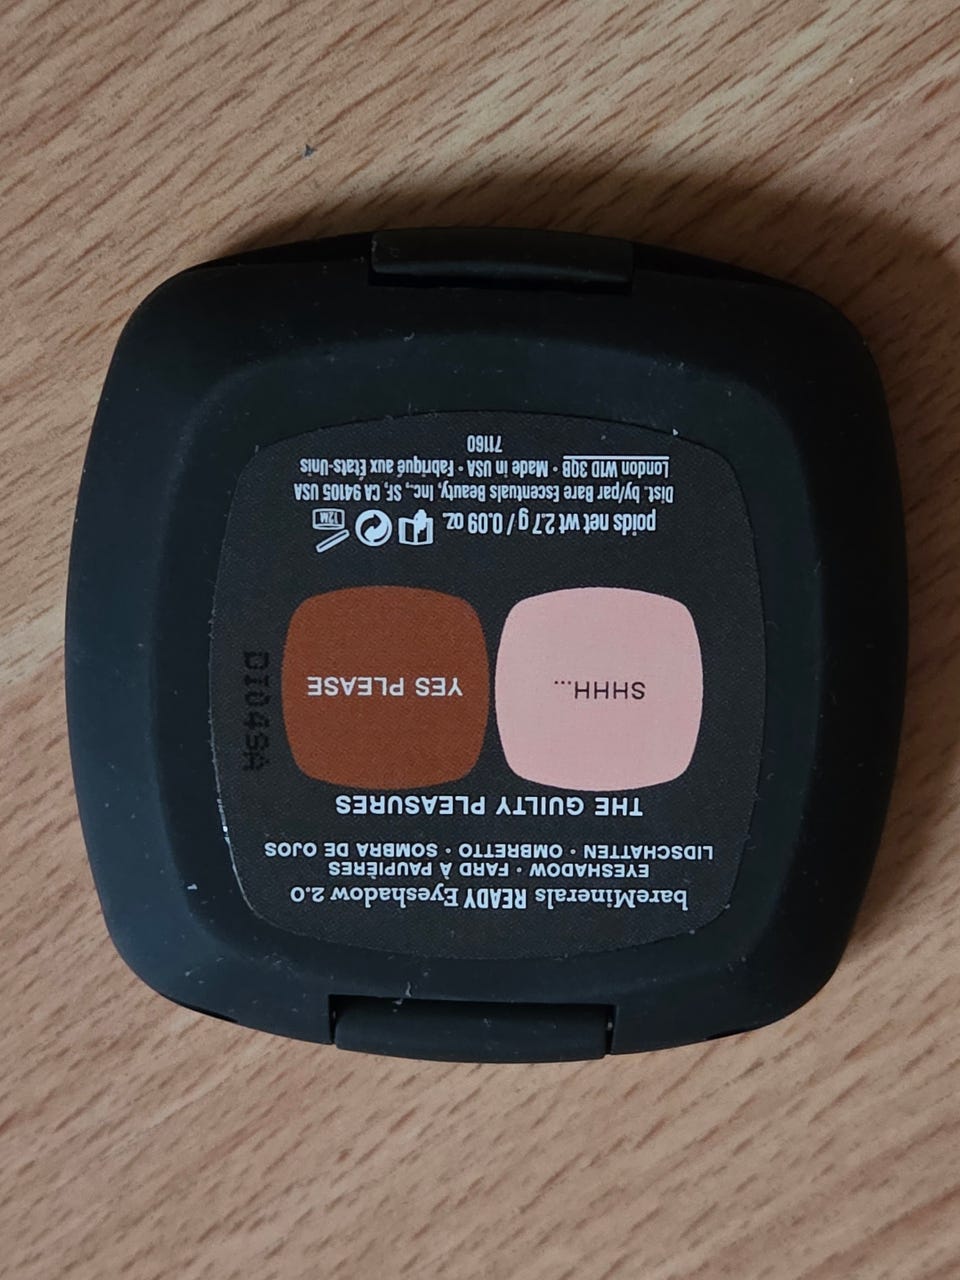 bareMinerals READY Eyeshadow 2.0
EYESHADOW • FARD À PAUPIÈRES
LIDSCHATTEN • OMBRETTO • SOMBRA DE OJOS
THE GUILTY PLEASURES
SHHH...
YES PLEASE
poids net wt 2.7 g / 0.09 oz.
12M
Dist. by/par Bare Escentuals Beauty, Inc., SF, CA 94105 USA
London W1D 3QB • Made in USA • Fabriqué aux États-Unis
71160
DI04SA